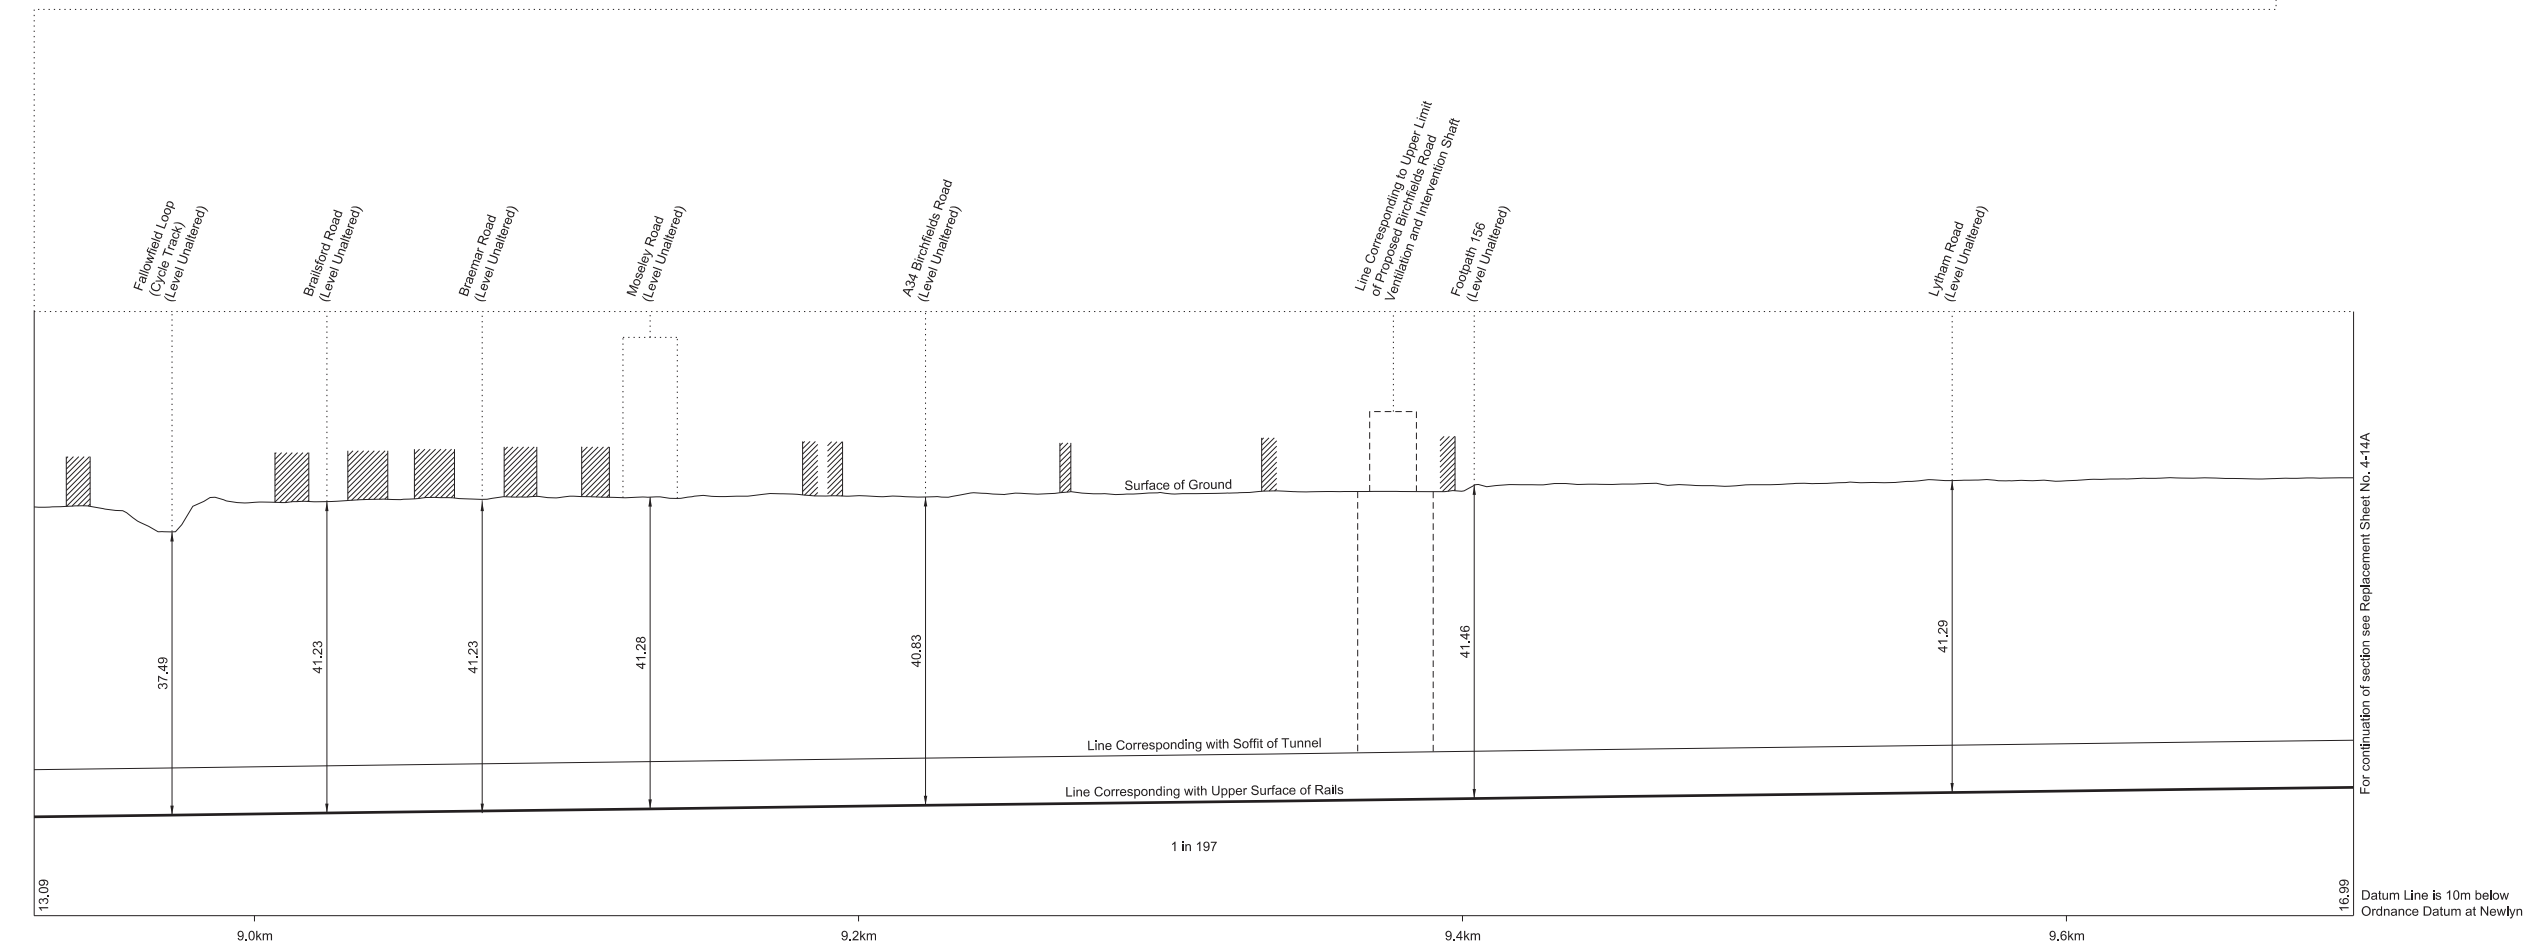 Fallowfield Loop
(Cycle Track)
(Level Unaltered)
Brailsford Road
(Level Unaltered)
Braemar Road
(Level Unaltered)
Moseley Road
(Level Unaltered)
A34 Birchfields Road
(Level Unaltered)
Line Corresponding to Upper Limit
of Proposed Birchfields Road
Ventilation and Intervention Shaft
Footpath 156
(Level Unaltered)
Lytham Road
(Level Unaltered)
Surface of Ground
37.49
41.23
41.23
41.28
40.83
41.46
41.29
Line Corresponding with Soffit of Tunnel
Line Corresponding with Upper Surface of Rails
1 in 197
For continuation of section see Replacement Sheet No. 4-14A
13.09
16.99
Datum Line is 10m below
Ordnance Datum at Newlyn
9.0km
9.2km
9.4km
9.6km